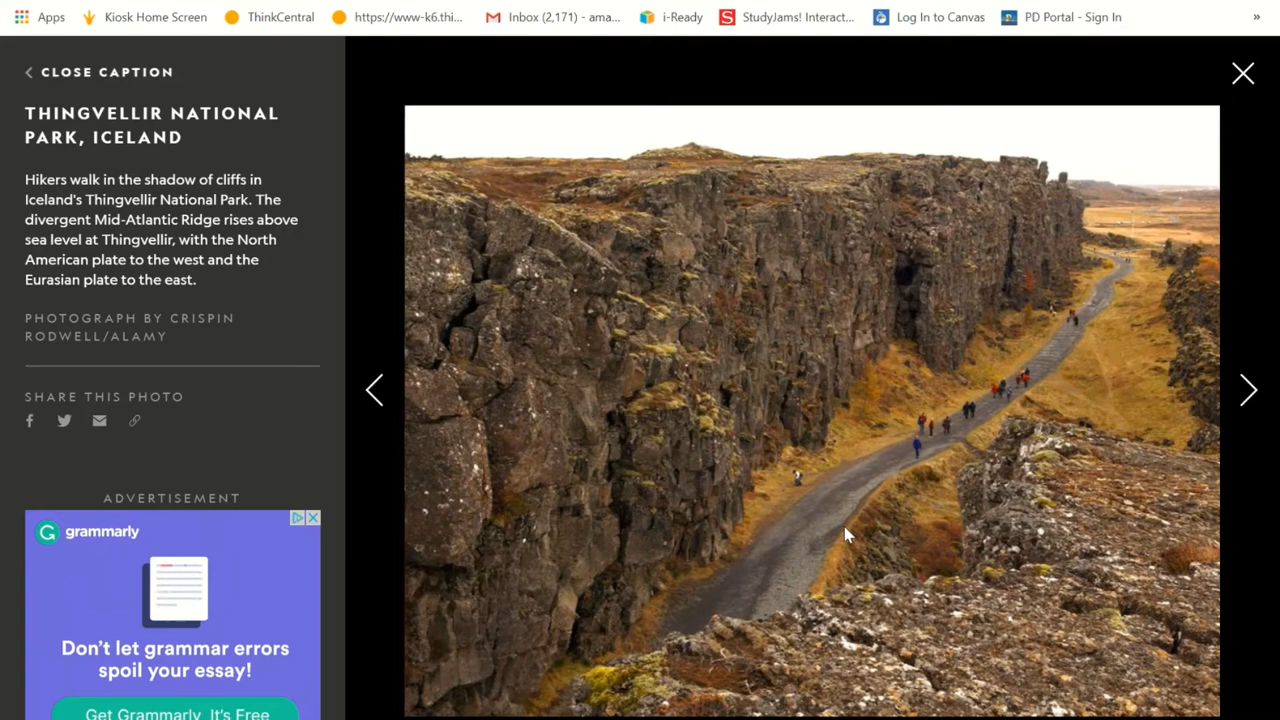 Apps
Kiosk Home Screen
ThinkCentral
https://www-k6.thi...
Inbox (2,171) - ama...
i-Ready
S
StudyJams! Interact...
Log In to Canvas
PD Portal - Sign In
»
CLOSE CAPTION
THINGVELLIR NATIONAL
PARK, ICELAND
Hikers walk in the shadow of cliffs in
Iceland's Thingvellir National Park. The
divergent Mid-Atlantic Ridge rises above
sea level at Thingvellir, with the North
American plate to the west and the
Eurasian plate to the east.
PHOTOGRAPH BY CRISPIN
RODWELL/ALAMY
SHARE THIS PHOTO
ADVERTISEMENT
grammarly
Don't let grammar errors
spoil your essay!
Get Grammarly, It's Free